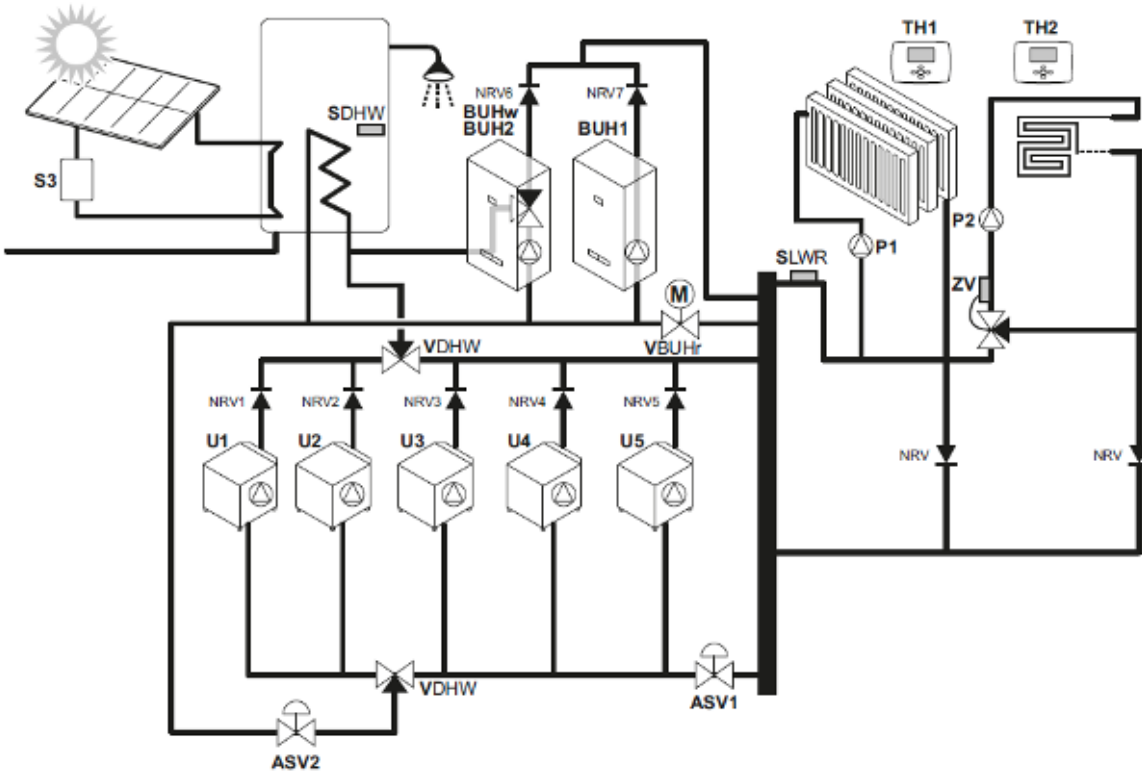 TH1
TH2
NRV6
NRV7
BUHw
BUH2
BUH1
SDHW
S3
P2
P1
SLWR
M
ZV
VDHW
VBUHr
NRV1
NRV2
NRV3
NRV4
NRV5
U1
U2
U3
U4
U5
NRV
NRV
VDHW
ASV1
ASV2